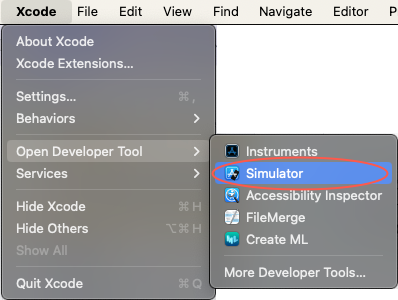 Xcode File Edit View Find Navigate Editor P
About Xcode
Xcode Extensions...
Settings... ⌘ ,
Behaviors >
Open Developer Tool >
Services >
Hide Xcode ⌘ H
Hide Others ⌥ ⌘ H
Show All
Quit Xcode ⌘ Q
Instruments
Simulator
Accessibility Inspector
FileMerge
Create ML
More Developer Tools...